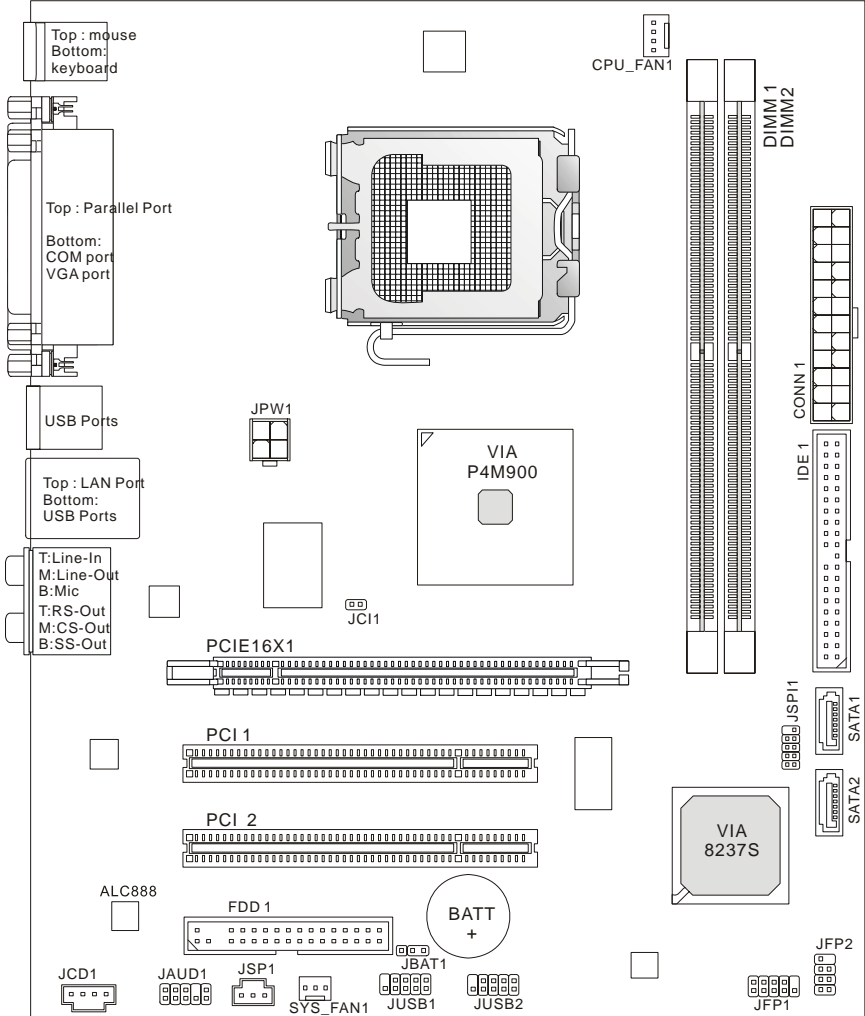 Top : mouse
Bottom:
keyboard
CPU_FAN1
DIMM 1
DIMM2
Top : Parallel Port
Bottom:
COM port
VGA port
CONN 1
USB Ports
JPW1
VIA
P4M900
IDE 1
Top : LAN Port
Bottom:
USB Ports
T:Line-In
M:Line-Out
B:Mic
T:RS-Out
M:CS-Out
B:SS-Out
JCI1
PCIE16X1
JSPI1
SATA1
PCI 1
SATA2
PCI 2
VIA
8237S
ALC888
FDD 1
BATT
+
JBAT1
JFP2
JCD1
JAUD1
JSP1
SYS_FAN1
JUSB1
JUSB2
JFP1